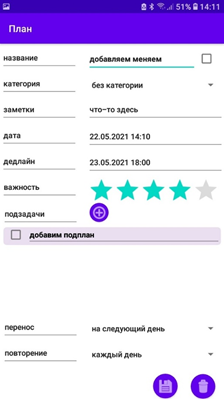 51% 14:11
План
название добавляем меняем
категория без категории
заметки что-то здесь
дата 22.05.2021 14:10
дедлайн 23.05.2021 18:00
важность
подзадачи
добавим подплан
перенос на следующий день
повторение каждый день